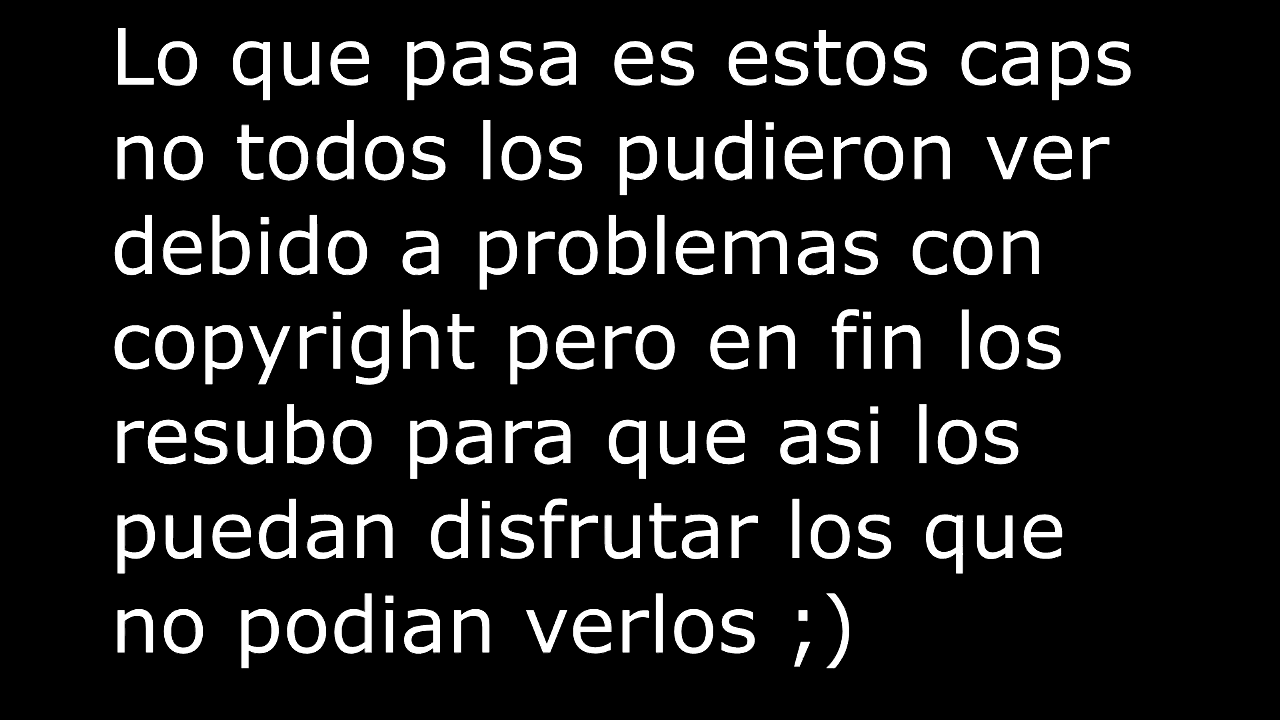 Lo que pasa es estos caps
no todos los pudieron ver
debido a problemas con
copyright pero en fin los
resubo para que asi los
puedan disfrutar los que
no podian verlos ;)